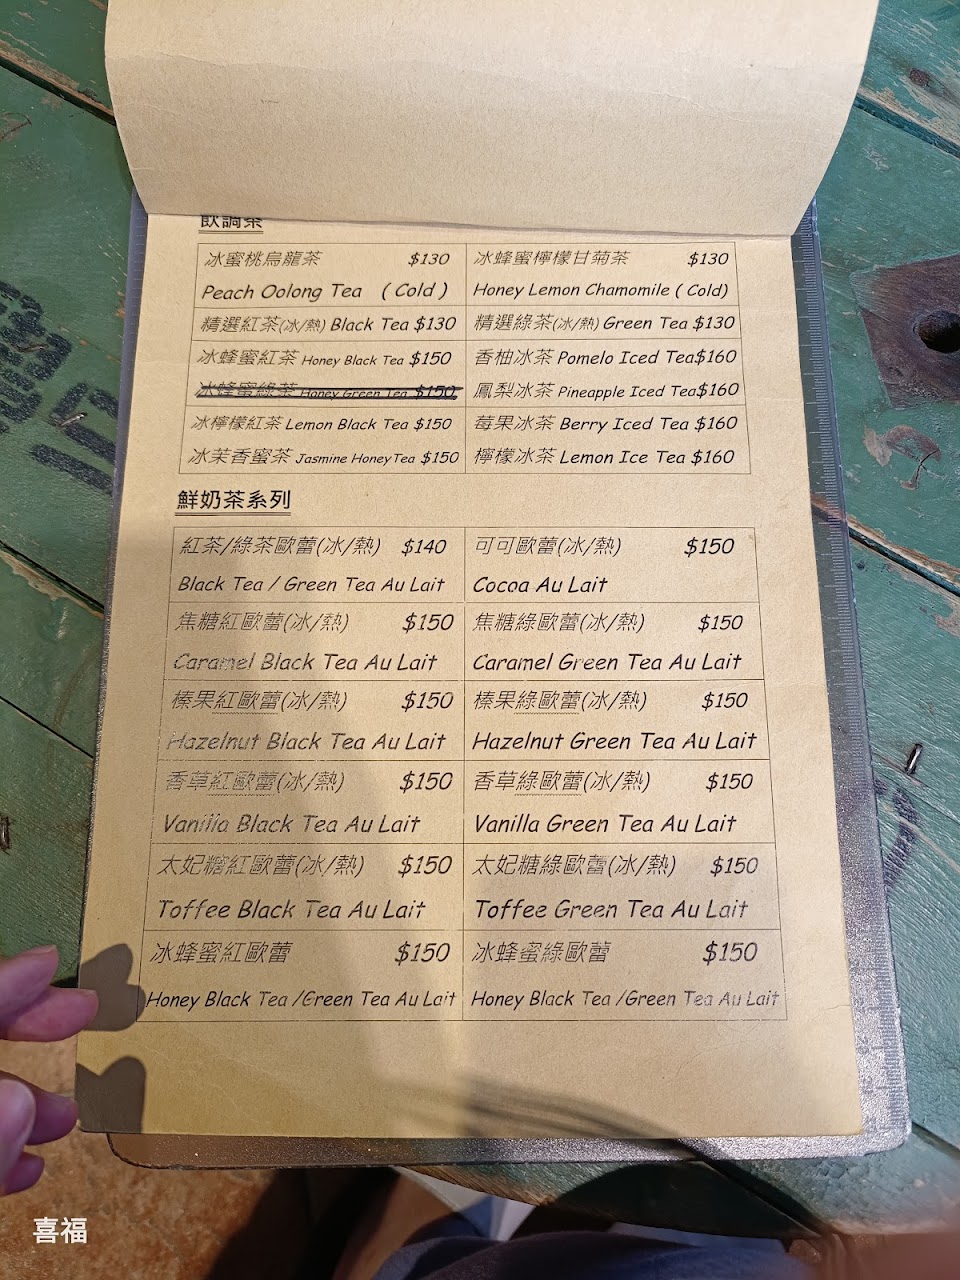 飲調茶
冰蜜桃烏龍茶 $130
Peach Oolong Tea ( Cold )
冰蜂蜜檸檬甘菊茶 $130
Honey Lemon Chamomile ( Cold)
精選紅茶(冰/熱) Black Tea $130
精選綠茶(冰/熱) Green Tea $130
冰蜂蜜紅茶 Honey Black Tea $150
香柚冰茶 Pomelo Iced Tea$160
冰蜂蜜綠茶 Honey Green Tea $150
鳳梨冰茶 Pineapple Iced Tea$160
冰檸檬紅茶 Lemon Black Tea $150
莓果冰茶 Berry Iced Tea $160
冰茉香蜜茶 Jasmine HoneyTea $150
檸檬冰茶 Lemon Ice Tea $160
鮮奶茶系列
紅茶/綠茶歐蕾(冰/熱) $140
Black Tea / Green Tea Au Lait
可可歐蕾(冰/熱) $150
Cocoa Au Lait
焦糖紅歐蕾(冰/熱) $150
Caramel Black Tea Au Lait
焦糖綠歐蕾(冰/熱) $150
Caramel Green Tea Au Lait
榛果紅歐蕾(冰/熱) $150
Hazelnut Black Tea Au Lait
榛果綠歐蕾(冰/熱) $150
Hazelnut Green Tea Au Lait
香草紅歐蕾(冰/熱) $150
Vanilla Black Tea Au Lait
香草綠歐蕾(冰/熱) $150
Vanilla Green Tea Au Lait
太妃糖紅歐蕾(冰/熱) $150
Toffee Black Tea Au Lait
太妃糖綠歐蕾(冰/熱) $150
Toffee Green Tea Au Lait
冰蜂蜜紅歐蕾 $150
Honey Black Tea /Green Tea Au Lait
冰蜂蜜綠歐蕾 $150
Honey Black Tea /Green Tea Au Lait
喜福